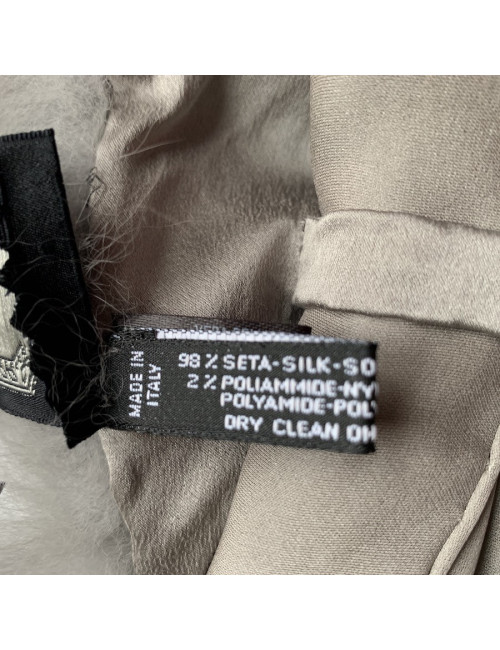 MADE IN
ITALY
98 % SETA-SILK-SO
2 % POLIAMMIDE-NY
POLYAMIDE-POL
DRY CLEAN ON